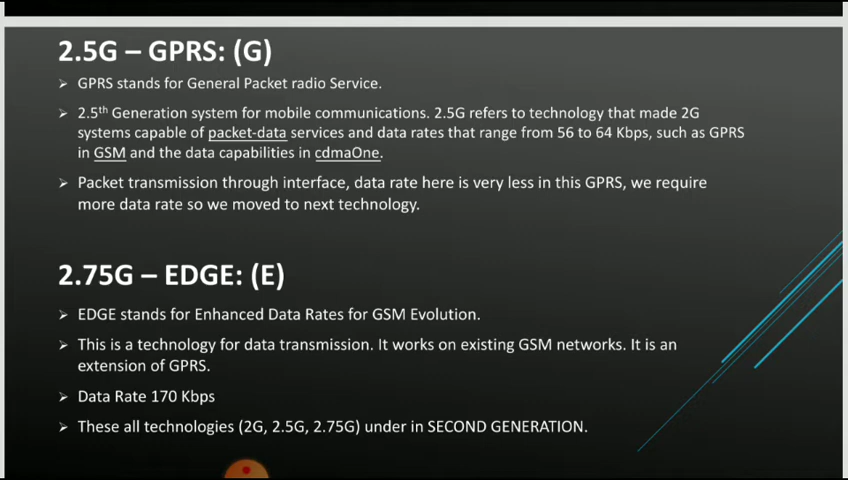 2.5G – GPRS: (G)
➢ GPRS stands for General Packet radio Service.
➢ 2.5th Generation system for mobile communications. 2.5G refers to technology that made 2G
systems capable of packet-data services and data rates that range from 56 to 64 Kbps, such as GPRS
in GSM and the data capabilities in cdmaOne.
➢ Packet transmission through interface, data rate here is very less in this GPRS, we require
more data rate so we moved to next technology.
2.75G – EDGE: (E)
➢ EDGE stands for Enhanced Data Rates for GSM Evolution.
➢ This is a technology for data transmission. It works on existing GSM networks. It is an
extension of GPRS.
➢ Data Rate 170 Kbps
➢ These all technologies (2G, 2.5G, 2.75G) under in SECOND GENERATION.